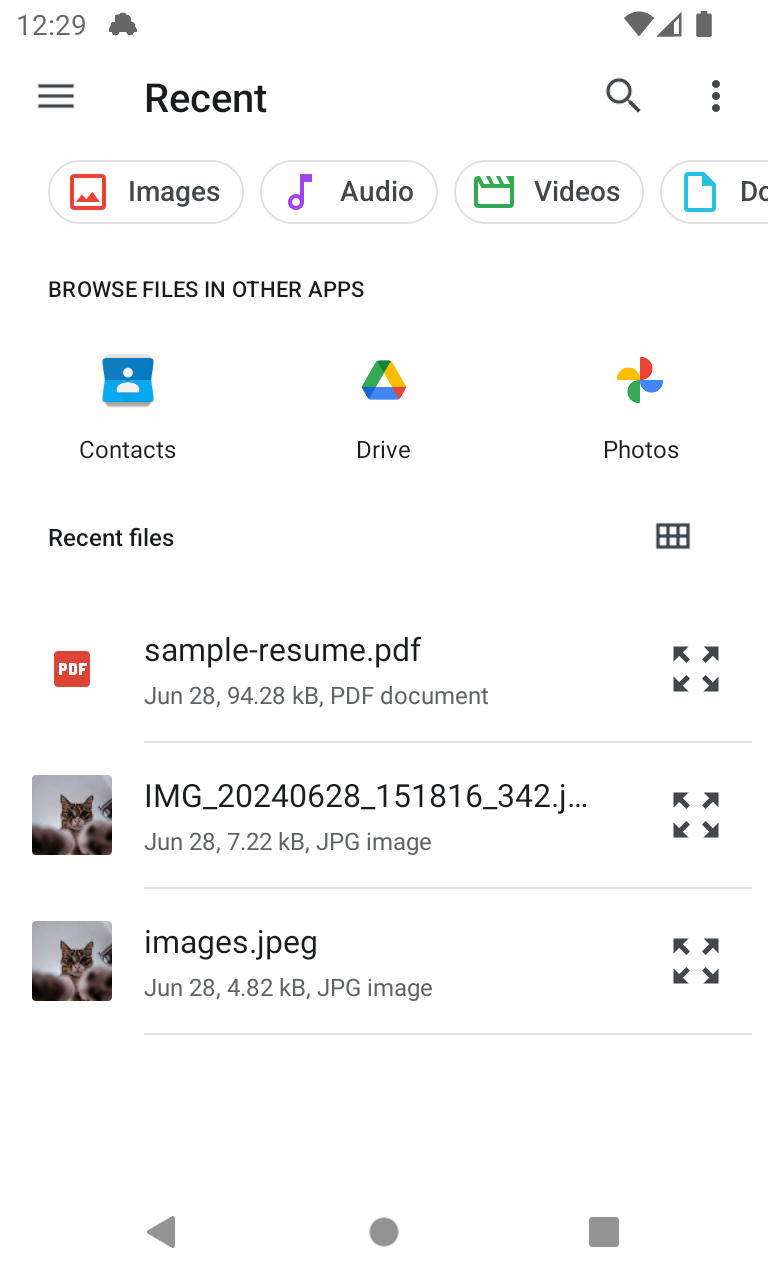 12:29
Recent
Images
Audio
Videos
Do
BROWSE FILES IN OTHER APPS
Contacts
Drive
Photos
Recent files
PDF
sample-resume.pdf
Jun 28, 94.28 kB, PDF document
IMG_20240628_151816_342.j...
Jun 28, 7.22 kB, JPG image
images.jpeg
Jun 28, 4.82 kB, JPG image